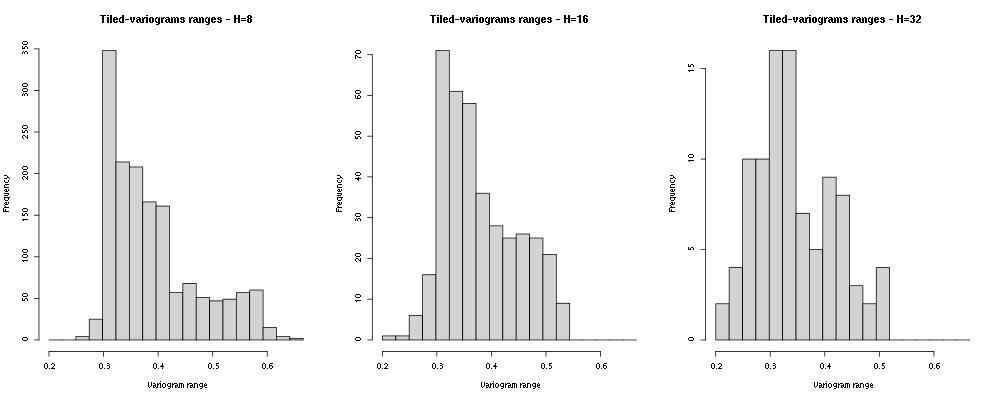 Tiled-variograms ranges - H=8
Frequency
350
300
250
200
150
100
50
0
0.2 0.3 0.4 0.5 0.6
Variogram range
Tiled-variograms ranges - H=16
Frequency
70
60
50
40
30
20
10
0
0.2 0.3 0.4 0.5 0.6
Variogram range
Tiled-variograms ranges - H=32
Frequency
15
10
5
0
0.2 0.3 0.4 0.5 0.6
Variogram range